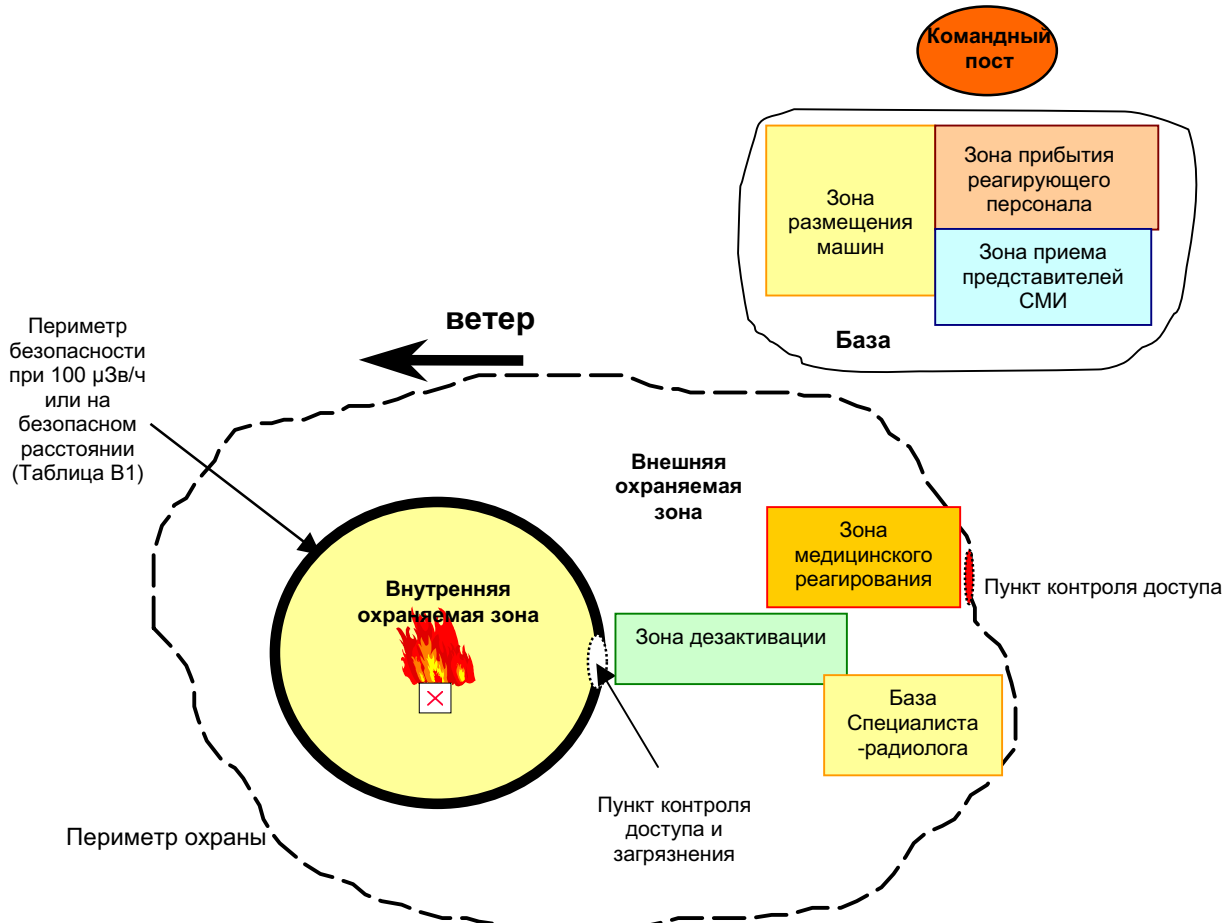 Командный
пост
Зона
размещения
машин
Зона прибытия
реагирующего
персонала
Зона приема
представителей
СМИ
База
ветер
Периметр
безопасности
при 100 μЗв/ч
или на
безопасном
расстоянии
(Таблица В1)
Внешняя
охраняемая
зона
Зона
медицинского
реагирования
Пункт контроля доступа
Внутренняя
охраняемая зона
Зона дезактивации
База
Специалиста
-радиолога
Пункт контроля
доступа и
загрязнения
Периметр охраны